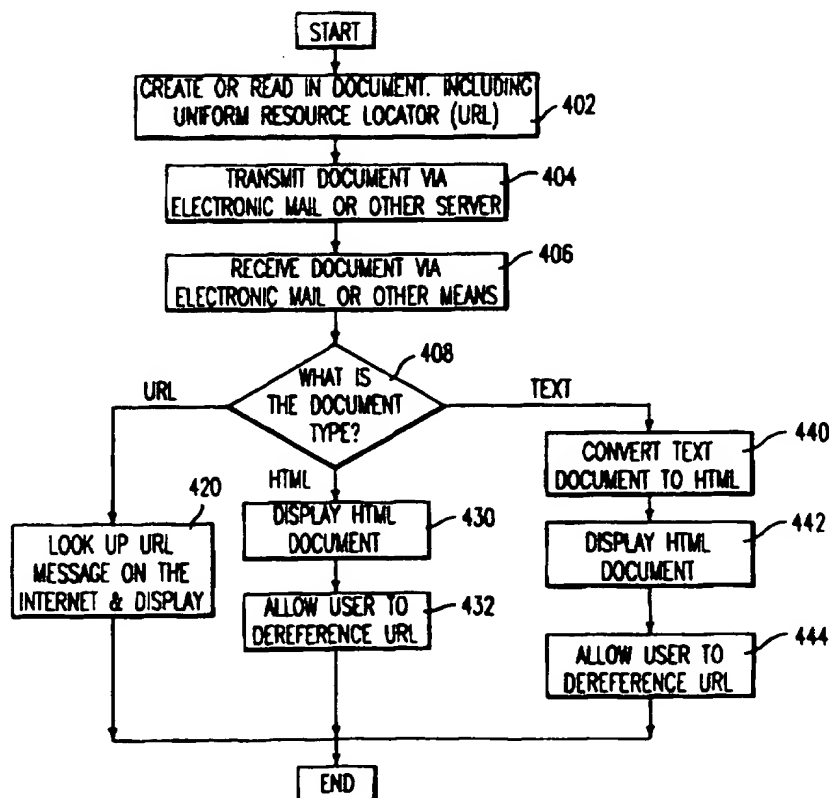 START
CREATE OR READ IN DOCUMENT. INCLUDING
UNIFORM RESOURCE LOCATOR (URL)
402
TRANSMIT DOCUMENT VIA
ELECTRONIC MAIL OR OTHER SERVER
404
RECEIVE DOCUMENT VIA
ELECTRONIC MAIL OR OTHER MEANS
406
WHAT IS
THE DOCUMENT
TYPE?
408
URL
HTML
TEXT
420
LOOK UP URL
MESSAGE ON THE
INTERNET & DISPLAY
DISPLAY HTML
DOCUMENT
430
ALLOW USER TO
DEREFERENCE URL
432
CONVERT TEXT
DOCUMENT TO HTML
440
DISPLAY HTML
DOCUMENT
442
ALLOW USER TO
DEREFERENCE URL
444
END